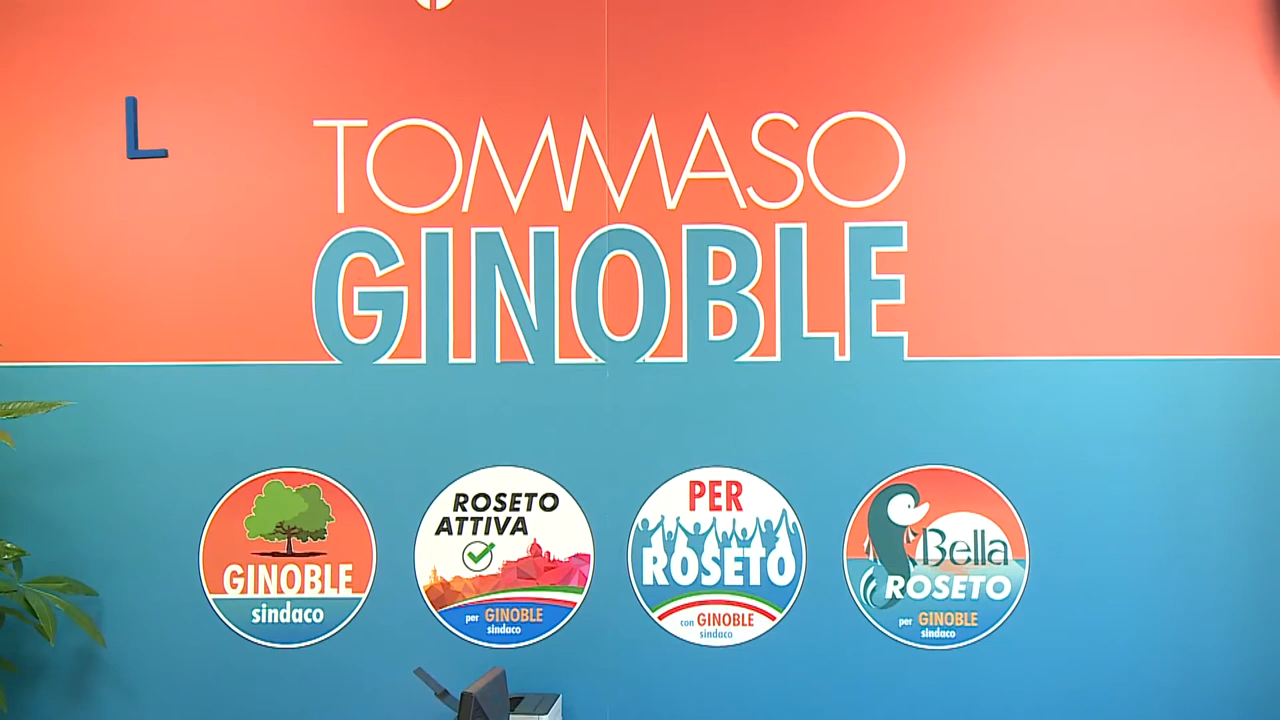 L
TOMMASO
GINOBLE
GINOBLE
sindaco
ROSETO
ATTIVA
per GINOBLE
sindaco
PER
ROSETO
con GINOBLE
sindaco
Bella
ROSETO
per GINOBLE
sindaco